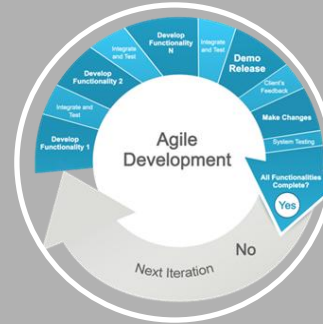 Develop
Functionality 1
Integrate and
Test
Develop
Functionality 2
Integrate
and Test
Develop
Functionality
N
Integrate
and Test
Demo
Release
Client's
Feedback
Make Changes
System Testing
All Functionalities
Complete?
Yes
No
Next Iteration
Agile
Development